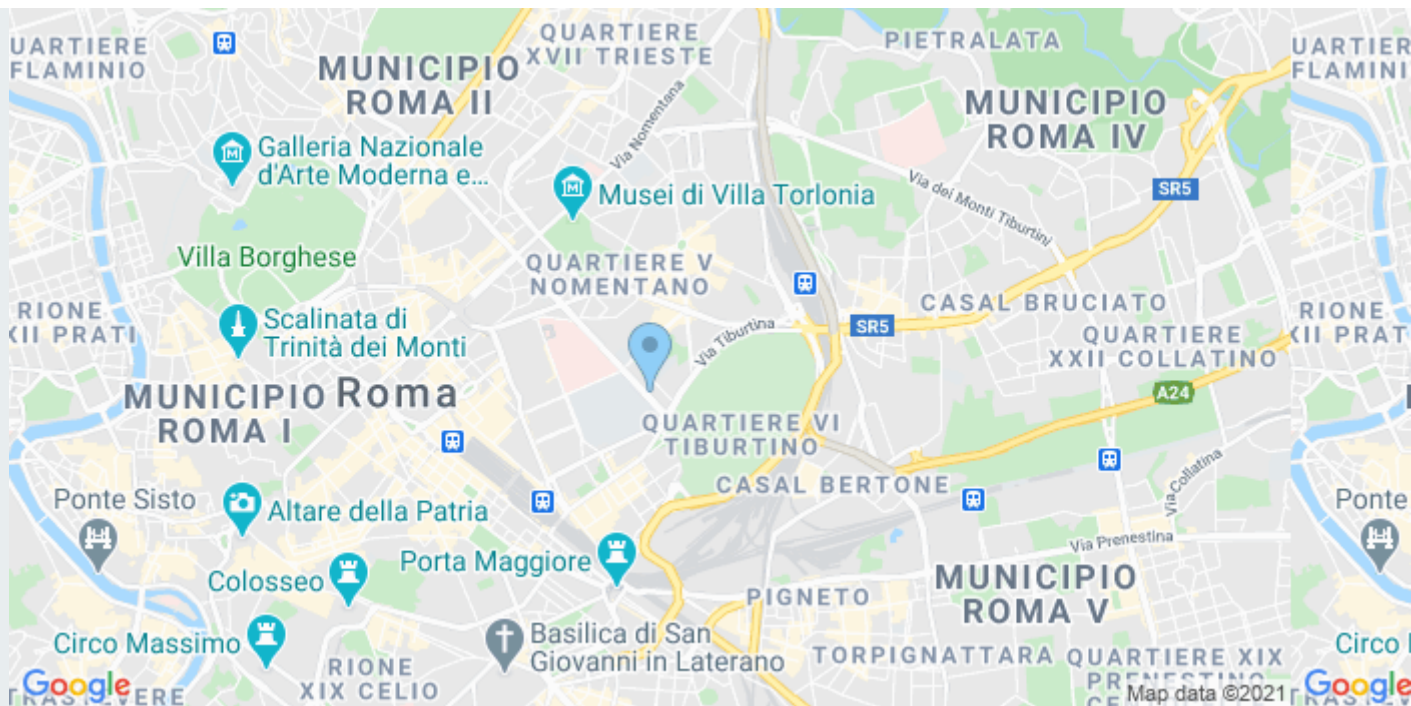 UARTIERE
FLAMINIO
MUNICIPIO
ROMA II
QUARTIERE
XVII TRIESTE
PIETRALATA
UARTIER
FLAMINI
MUNICIPIO
ROMA IV
Via Nomentana
Galleria Nazionale
d'Arte Moderna e...
Musei di Villa Torlonia
Via dei Monti Tiburtini
SR5
Villa Borghese
QUARTIERE V
NOMENTANO
RIONE
XII PRATI
Scalinata di
Trinità dei Monti
Via Tiburtina
SR5
CASAL BRUCIATO
QUARTIERE
XXII COLLATINO
RIONE
XII PRAT
MUNICIPIO
ROMA I
Roma
A24
QUARTIERE VI
TIBURTINO
CASAL BERTONE
Via Collatina
Ponte Sisto
Altare della Patria
Ponte
Colosseo
Porta Maggiore
Via Prenestina
MUNICIPIO
ROMA V
PIGNETO
Circo Massimo
Basilica di San
Giovanni in Laterano
RIONE
XIX CELIO
TORPIGNATTARA
QUARTIERE XIX
PRENESTINO
Circo
Google
TRASTEVERE
Map data ©2021
Google